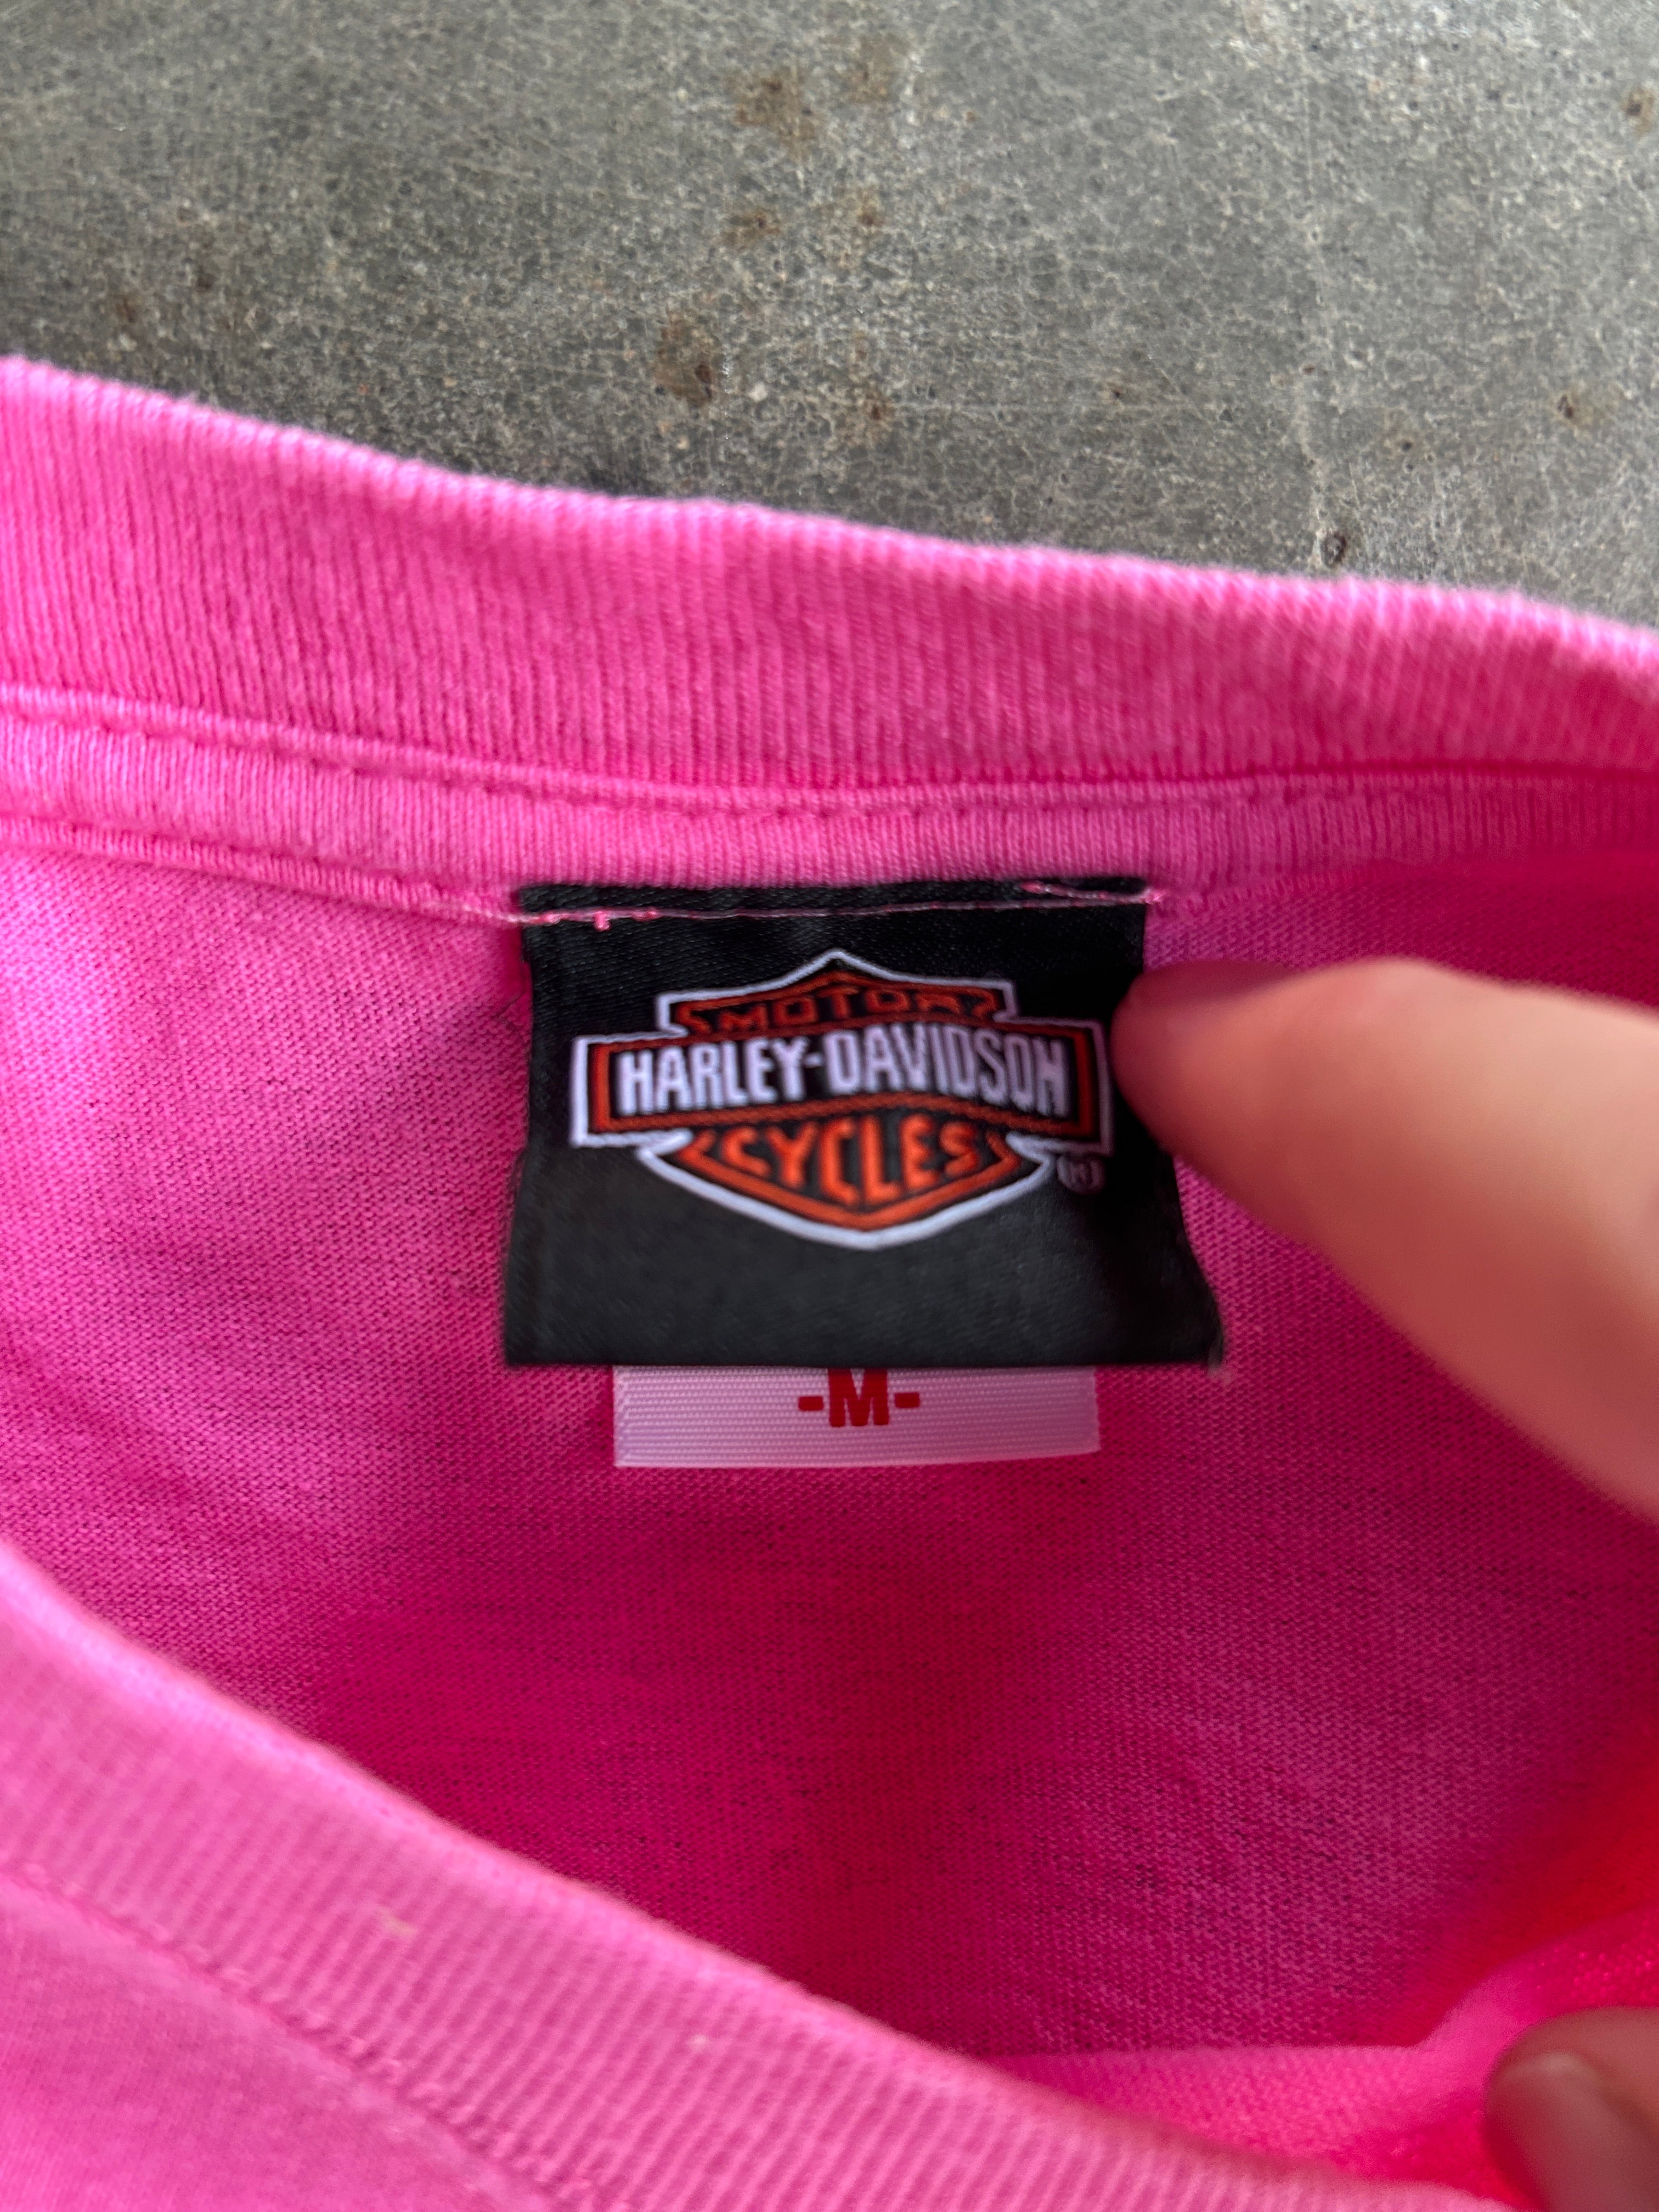 MOTOR
HARLEY-DAVIDSON
CYCLES
-M-